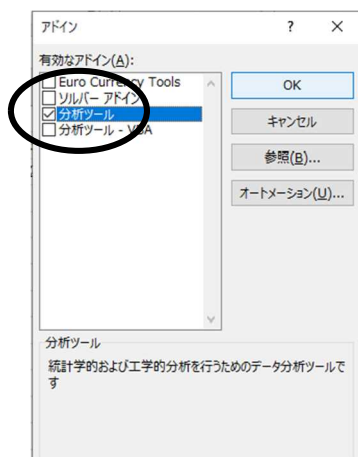 アドイン
有効なアドイン(A):
Euro Currency Tools
ソルバー アドイン
分析ツール
分析ツール - VBA
OK
キャンセル
参照(B)...
オートメーション(U)...
分析ツール
統計学的および工学的分析を行うためのデータ分析ツールで
す